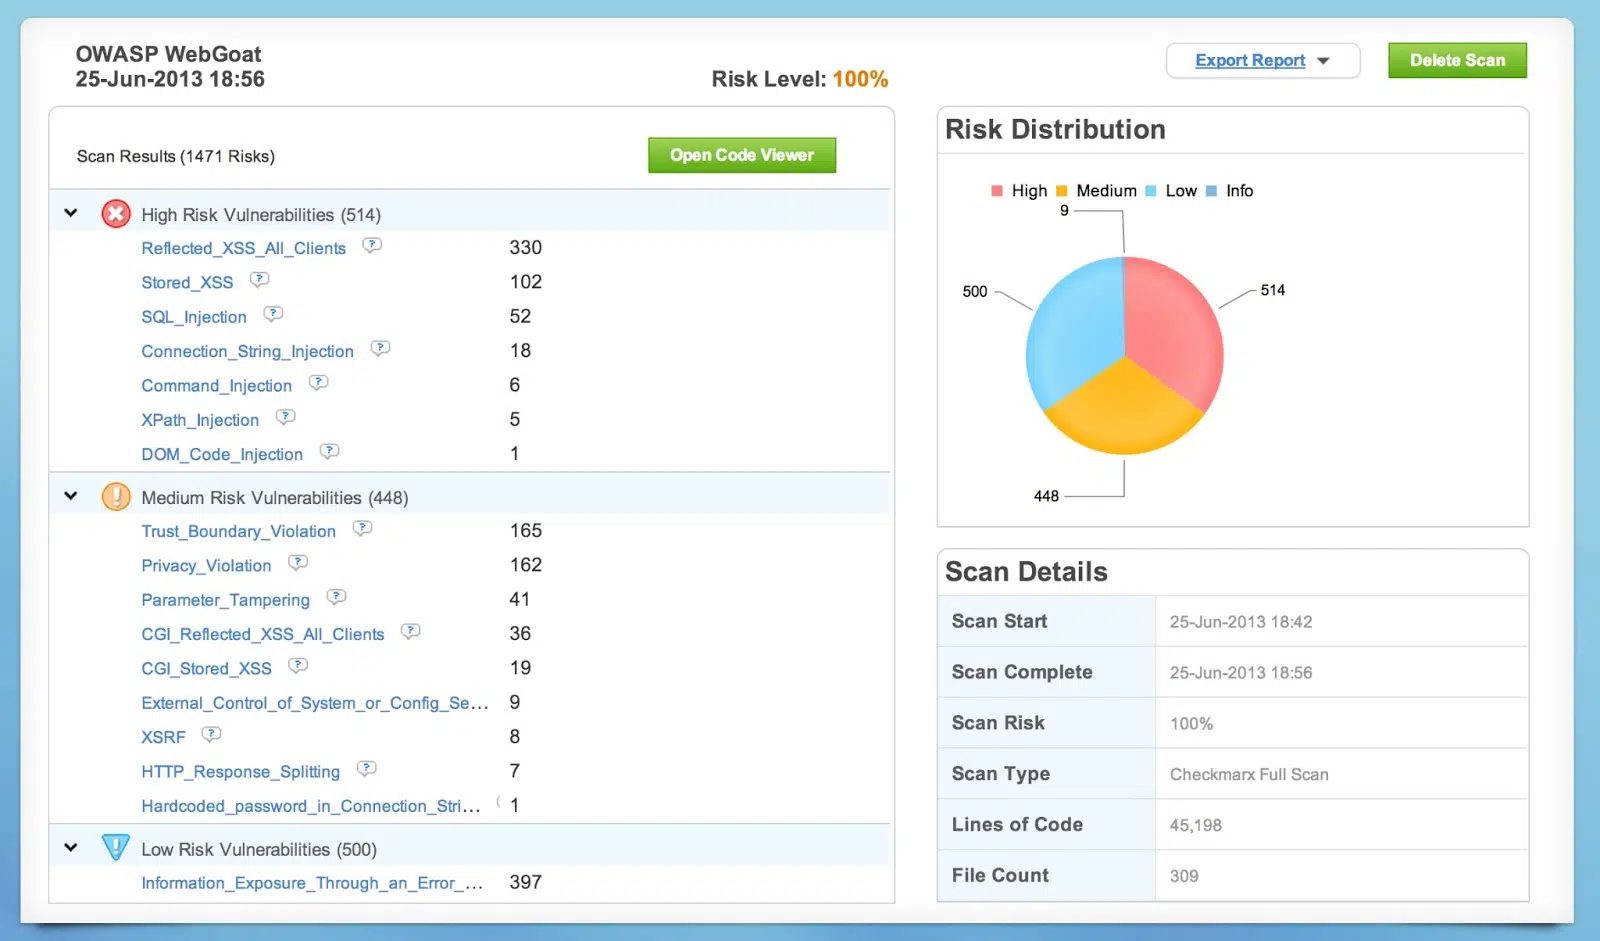 OWASP WebGoat
25-Jun-2013 18:56
Risk Level: 100%
Export Report
Delete Scan
Scan Results (1471 Risks)
Open Code Viewer
High Risk Vulnerabilities (514)
Reflected_XSS_All_Clients ? 330
Stored_XSS ? 102
SQL_Injection ? 52
Connection_String_Injection ? 18
Command_Injection ? 6
XPath_Injection ? 5
DOM_Code_Injection ? 1
Medium Risk Vulnerabilities (448)
Trust_Boundary_Violation ? 165
Privacy_Violation ? 162
Parameter_Tampering ? 41
CGI_Reflected_XSS_All_Clients ? 36
CGI_Stored_XSS ? 19
External_Control_of_System_or_Config_Se... 9
XSRF ? 8
HTTP_Response_Splitting ? 7
Hardcoded_password_in_Connection_Stri... 1
Low Risk Vulnerabilities (500)
Information_Exposure_Through_an_Error_... 397
Risk Distribution
High Medium Low Info
9
500
514
448
Scan Details
Scan Start 25-Jun-2013 18:42
Scan Complete 25-Jun-2013 18:56
Scan Risk 100%
Scan Type Checkmarx Full Scan
Lines of Code 45,198
File Count 309